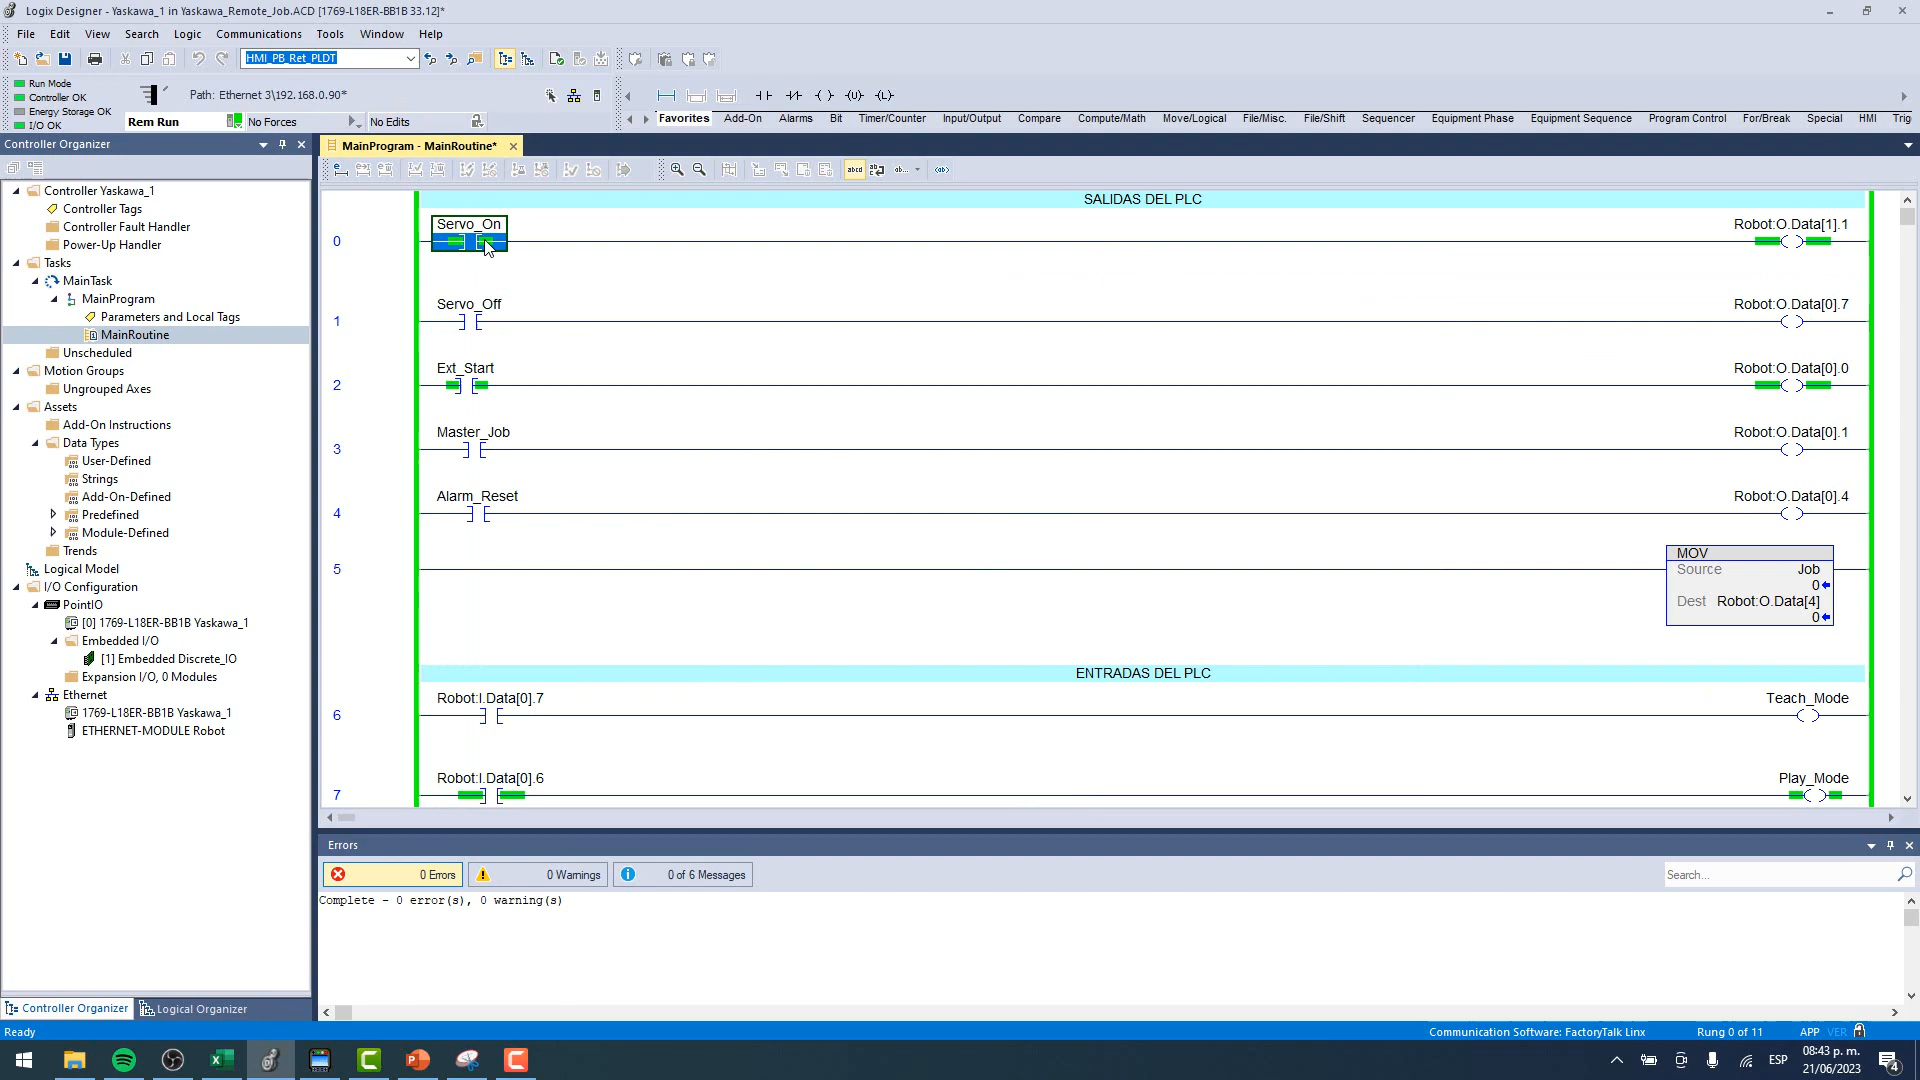 Logix Designer - Yaskawa_1 in Yaskawa_Remote_Job.ACD [1769-L18ER-BB1B 33.12]*
File Edit View Search Logic Communications Tools Window Help
HMI_PB_Ret_PLDT
Run Mode
Controller OK
Energy Storage OK
I/O OK
Path: Ethernet 3\192.168.0.90*
Rem Run No Forces No Edits
Favorites Add-On Alarms Bit Timer/Counter Input/Output Compare Compute/Math Move/Logical File/Misc. File/Shift Sequencer Equipment Phase Equipment Sequence Program Control For/Break Special HMI Trig
Controller Organizer
MainProgram - MainRoutine*
Controller Yaskawa_1
Controller Tags
Controller Fault Handler
Power-Up Handler
Tasks
MainTask
MainProgram
Parameters and Local Tags
MainRoutine
Unscheduled
Motion Groups
Ungrouped Axes
Assets
Add-On Instructions
Data Types
User-Defined
Strings
Add-On-Defined
Predefined
Module-Defined
Trends
Logical Model
I/O Configuration
PointIO
[0] 1769-L18ER-BB1B Yaskawa_1
Embedded I/O
[1] Embedded Discrete_IO
Expansion I/O, 0 Modules
Ethernet
1769-L18ER-BB1B Yaskawa_1
ETHERNET-MODULE Robot
Controller Organizer Logical Organizer
SALIDAS DEL PLC
Servo_On Robot:O.Data[1].1
0
Servo_Off Robot:O.Data[0].7
1
Ext_Start Robot:O.Data[0].0
2
Master_Job Robot:O.Data[0].1
3
Alarm_Reset Robot:O.Data[0].4
4
MOV
5 Source Job
0
Dest Robot:O.Data[4]
0
ENTRADAS DEL PLC
Robot:I.Data[0].7 Teach_Mode
6
Robot:I.Data[0].6 Play_Mode
7
Errors
0 Errors 0 Warnings 0 of 6 Messages Search...
Complete - 0 error(s), 0 warning(s)
Ready Communication Software: FactoryTalk Linx Rung 0 of 11 APP VER
ESP 08:43 p. m.
21/06/2023
4